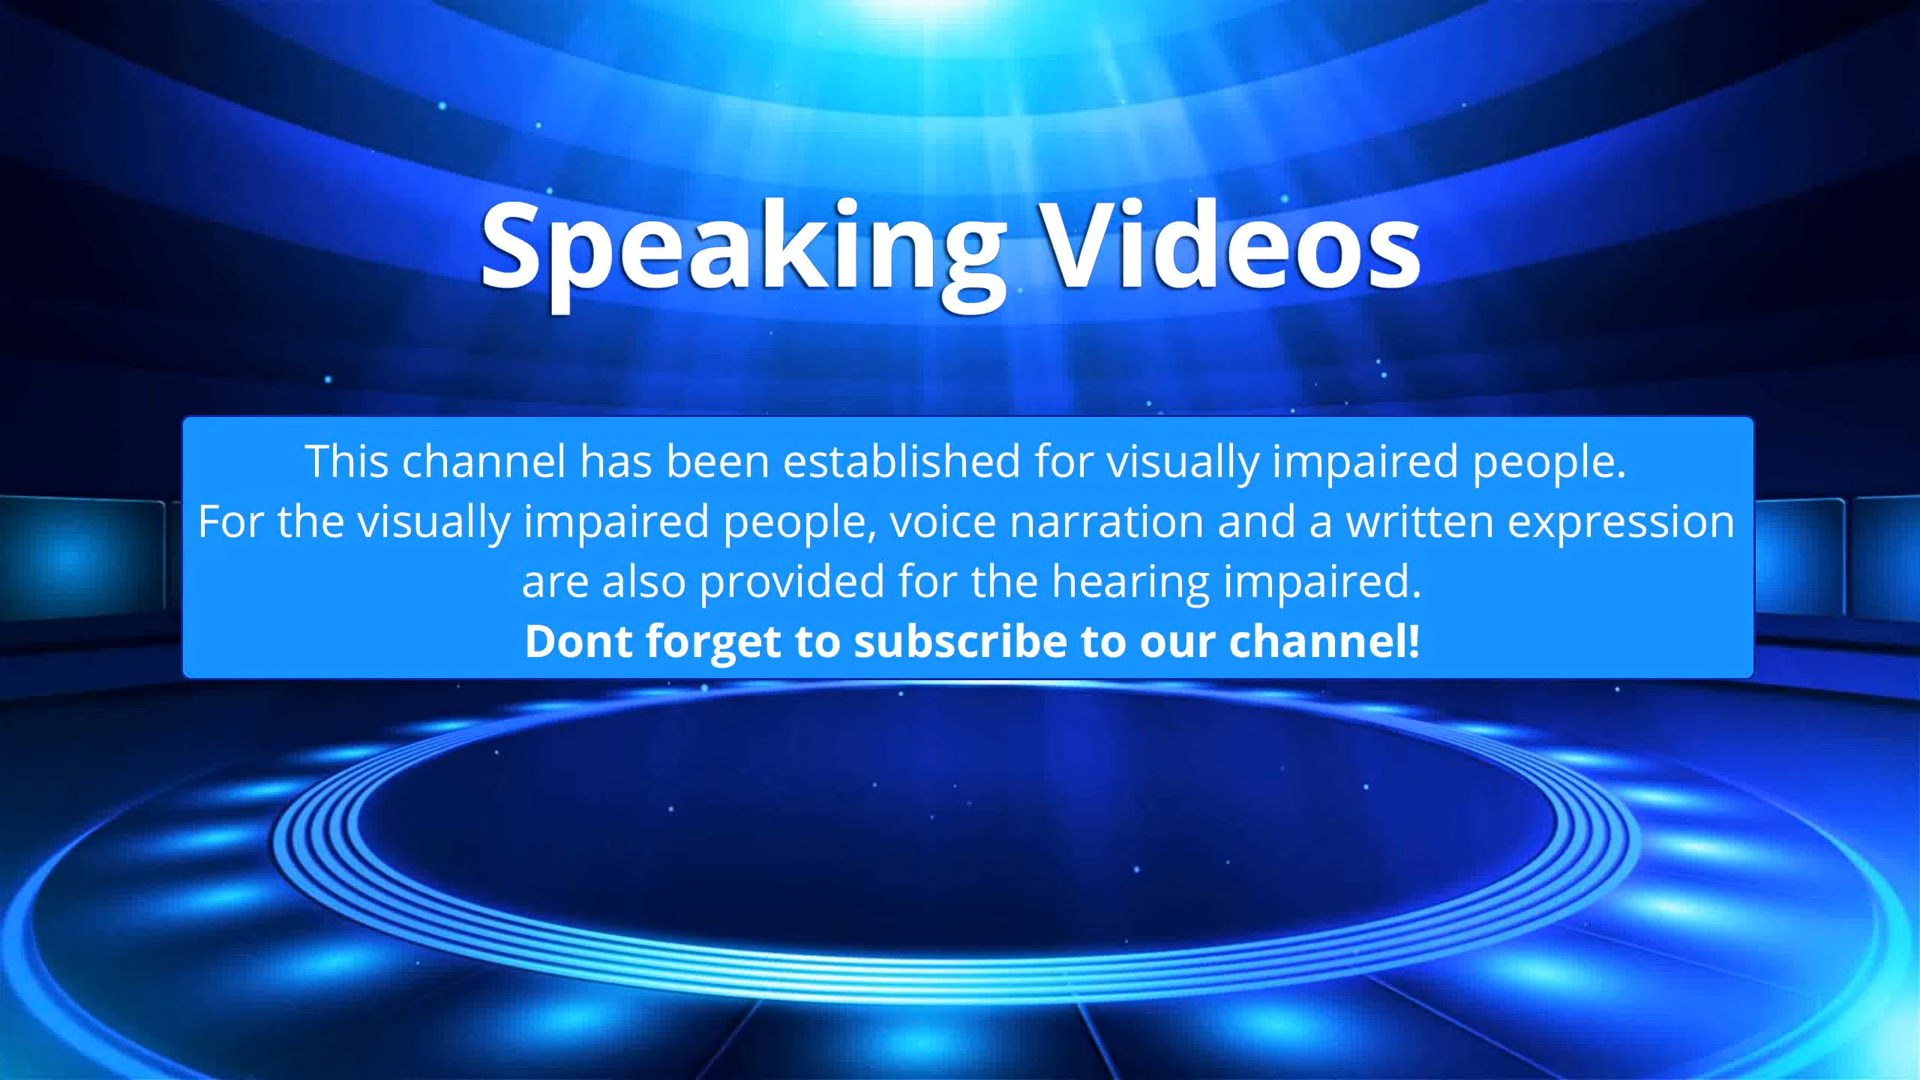 Speaking Videos
This channel has been established for visually impaired people.
For the visually impaired people, voice narration and a written expression
are also provided for the hearing impaired.
Dont forget to subscribe to our channel!